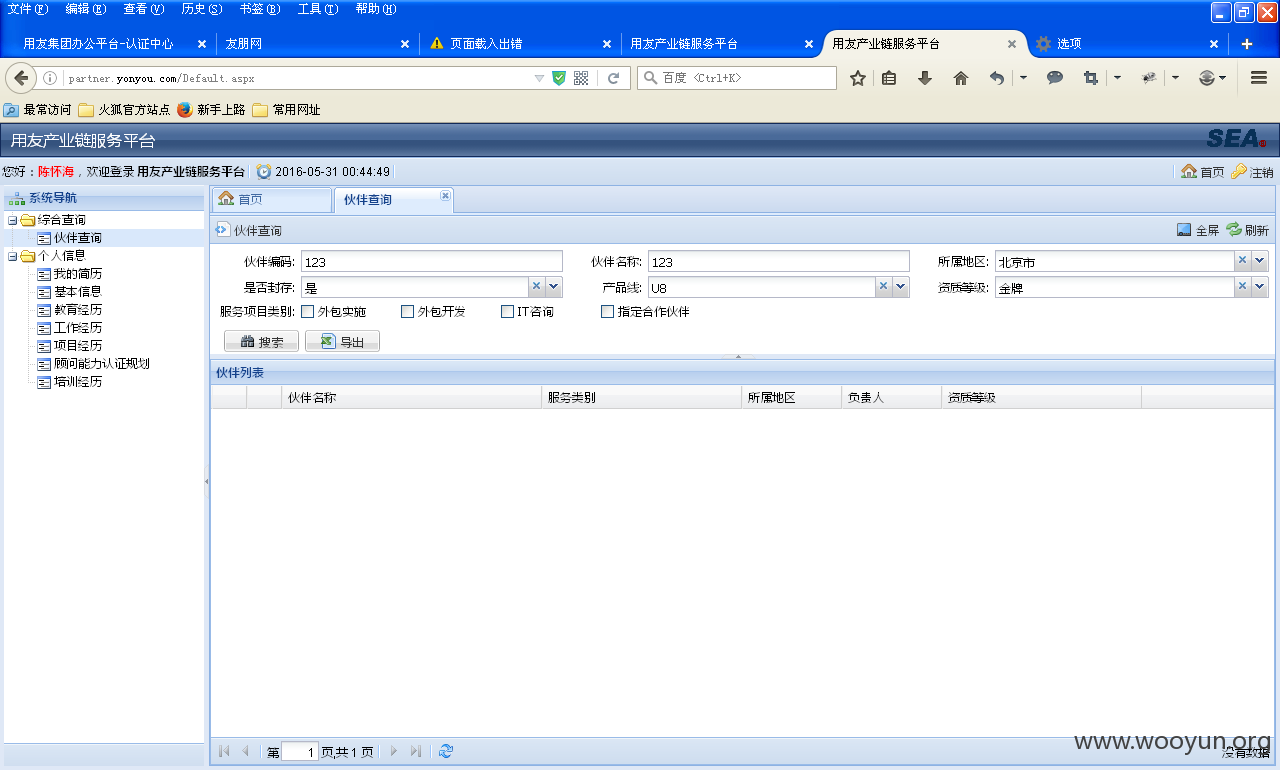 文件(F) 编辑(E) 查看(V) 历史(S) 书签(B) 工具(T) 帮助(H)
用友集团办公平台-认证中心 友朋网 页面载入出错 用友产业链服务平台 用友产业链服务平台 选项
partner.yonyou.com/Default.aspx 百度 <Ctrl+K>
最常访问 火狐官方站点 新手上路 常用网址
用友产业链服务平台 SEA
您好：陈怀海，欢迎登录 用友产业链服务平台 2016-05-31 00:44:49 首页 注销
系统导航
综合查询
伙伴查询
个人信息
我的简历
基本信息
教育经历
工作经历
项目经历
顾问能力认证规划
培训经历
首页 伙伴查询
伙伴查询 全屏 刷新
伙伴编码: 123 伙伴名称: 123 所属地区: 北京市
是否封存: 是 产品线: U8 资质等级: 金牌
服务项目类别: 外包实施 外包开发 IT咨询 指定合作伙伴
搜索 导出
伙伴列表
伙伴名称 服务类别 所属地区 负责人 资质等级
第 1 页,共 1 页 没有数据
www.wooyun.org